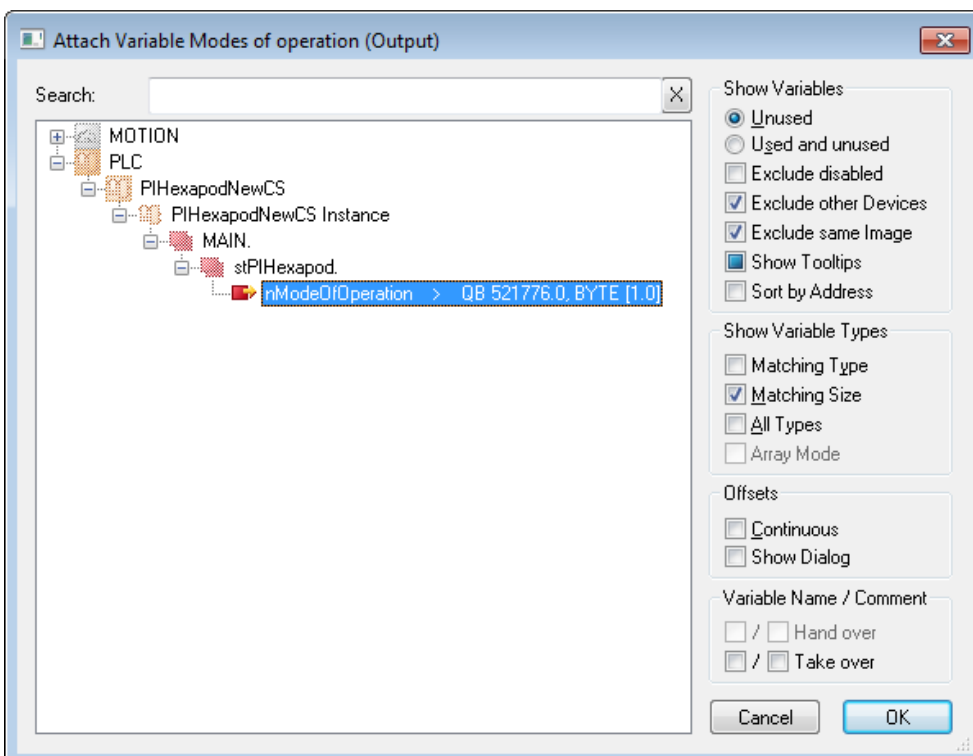 Attach Variable Modes of operation (Output)
Search:
MOTION
PLC
PIHexapodNewCS
PIHexapodNewCS Instance
MAIN.
stPIHexapod.
nModeOfOperation > QB 521776.0, BYTE [1.0]
Show Variables
Unused
Used and unused
Exclude disabled
Exclude other Devices
Exclude same Image
Show Tooltips
Sort by Address
Show Variable Types
Matching Type
Matching Size
All Types
Array Mode
Offsets
Continuous
Show Dialog
Variable Name / Comment
/ Hand over
/ Take over
Cancel
OK